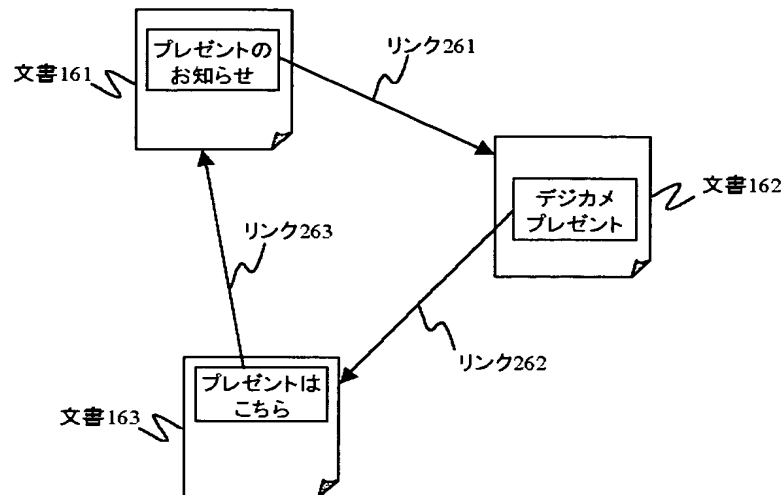 プレゼントの
お知らせ
文書161
リンク261
デジカメ
プレゼント
文書162
リンク263
リンク262
プレゼントは
こちら
文書163